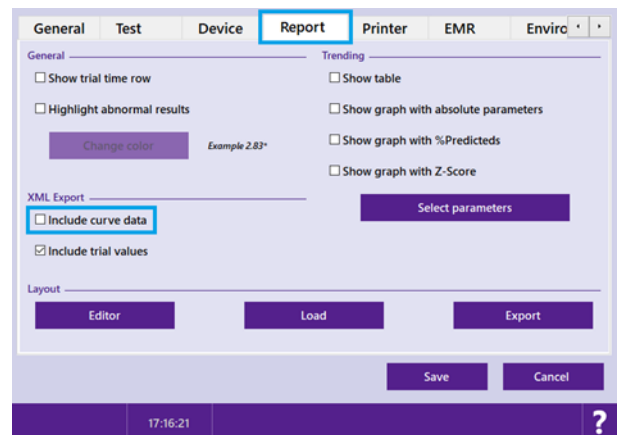 General Test Device Report Printer EMR Enviro
General
Show trial time row
Highlight abnormal results
Change color Example 2.83*
XML Export
Include curve data
Include trial values
Trending
Show table
Show graph with absolute parameters
Show graph with %Predicteds
Show graph with Z-Score
Select parameters
Layout
Editor Load Export
Save Cancel
17:16:21 ?